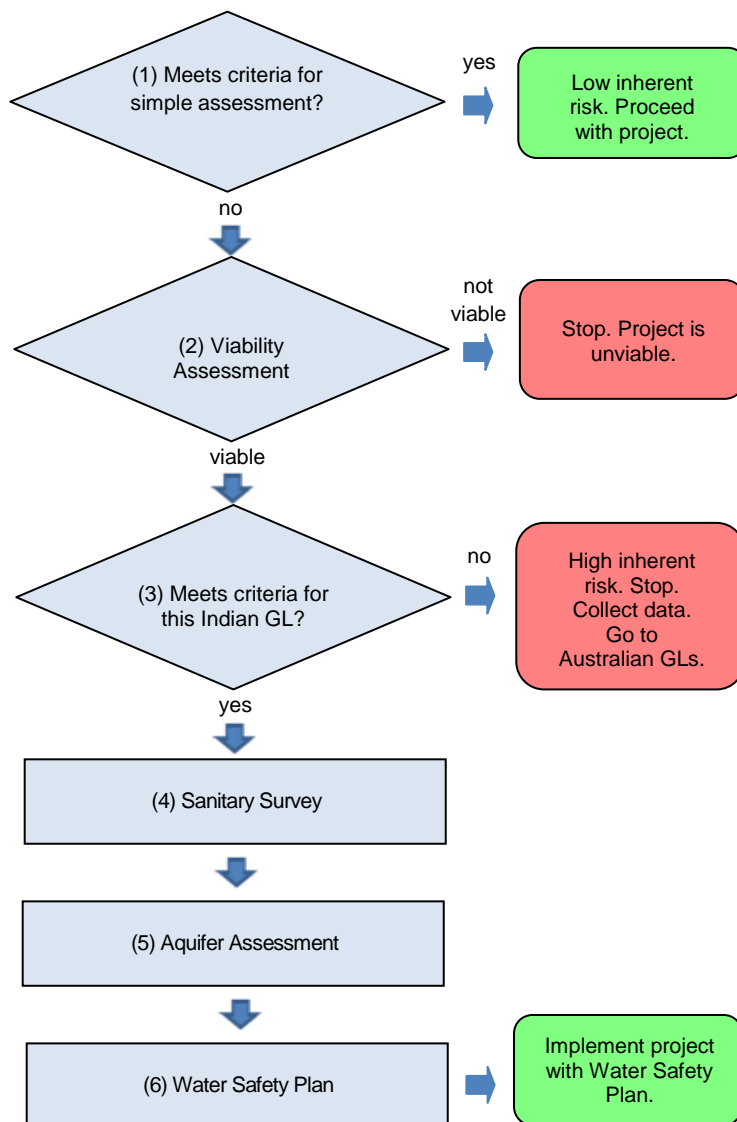 (1) Meets criteria for
simple assessment?
yes
Low inherent
risk. Proceed
with project.
no
(2) Viability
Assessment
not
viable
Stop. Project is
unviable.
viable
(3) Meets criteria for
this Indian GL?
no
High inherent
risk. Stop.
Collect data.
Go to
Australian GLs.
yes
(4) Sanitary Survey
(5) Aquifer Assessment
(6) Water Safety Plan
Implement project
with Water Safety
Plan.